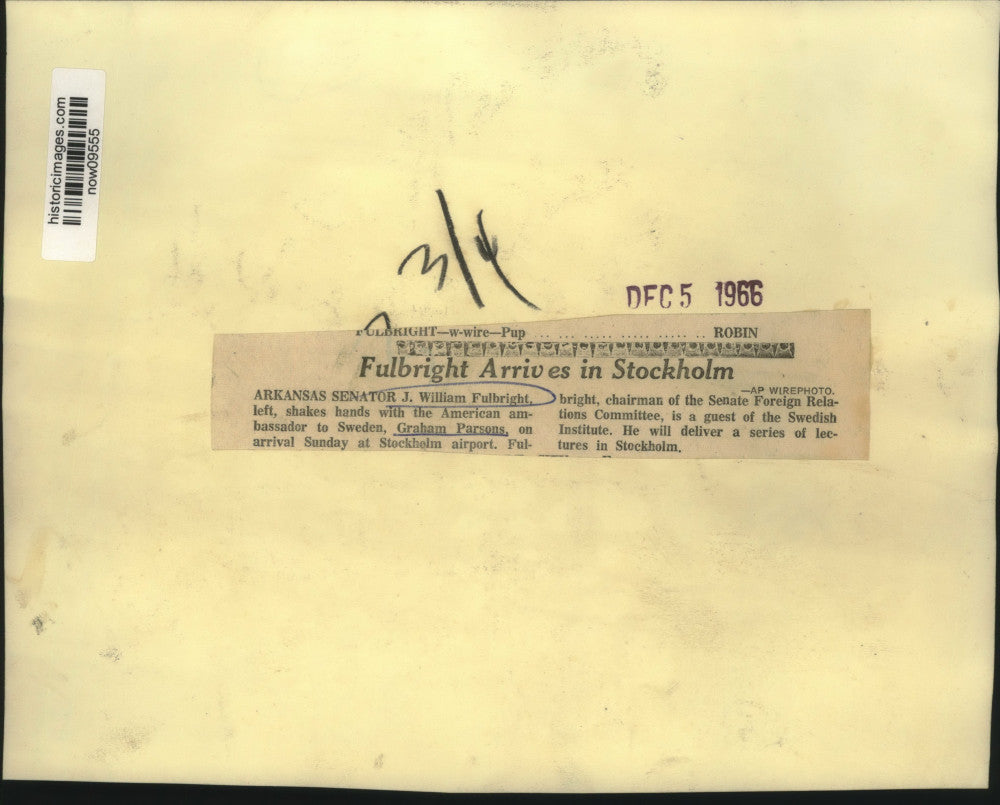 historicimages.com
now09555
3/4
DEC 5 1966
FULBRIGHT—w-wire—Pup .................... ROBIN
Fulbright Arrives in Stockholm
—AP WIREPHOTO.
ARKANSAS SENATOR J. William Fulbright,
left, shakes hands with the American am-
bassador to Sweden, Graham Parsons, on
arrival Sunday at Stockholm airport. Ful-
bright, chairman of the Senate Foreign Rela-
tions Committee, is a guest of the Swedish
Institute. He will deliver a series of lec-
tures in Stockholm.